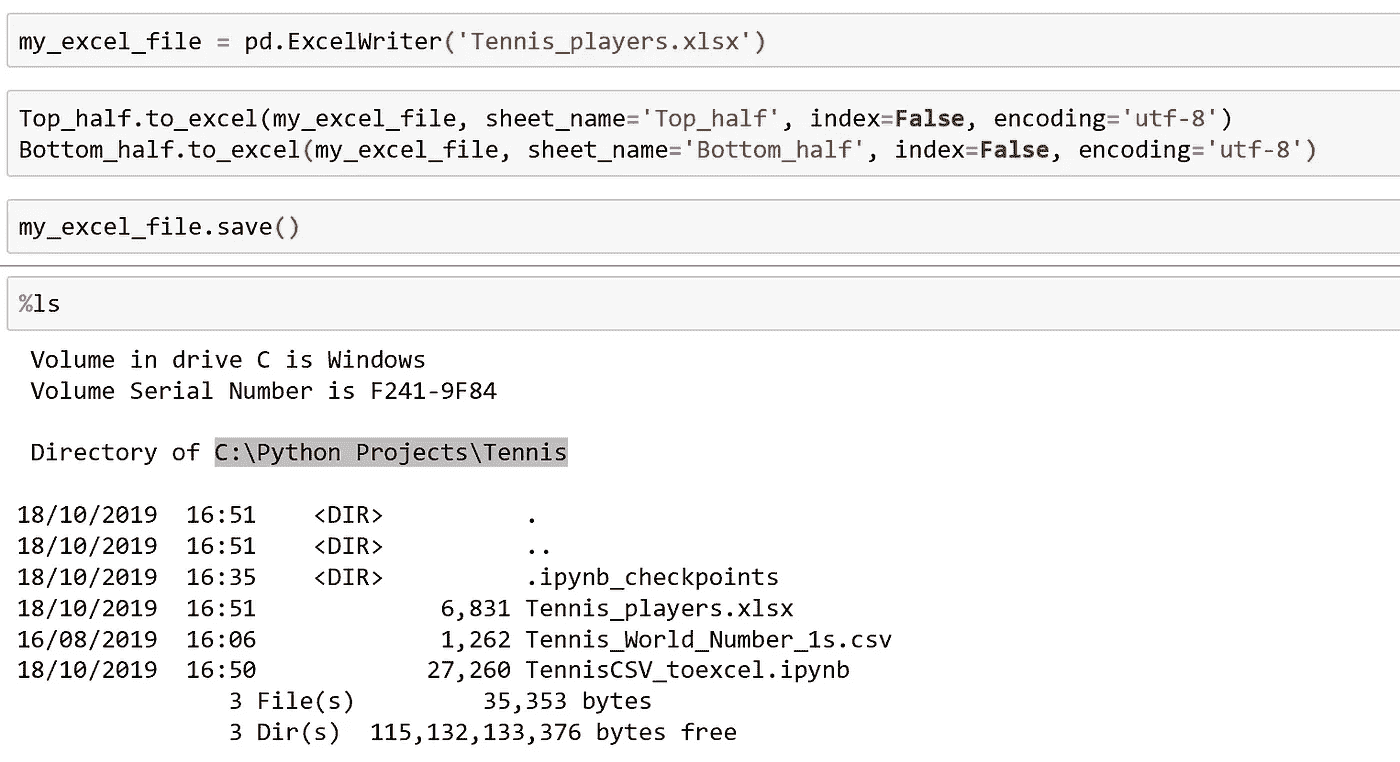 my_excel_file = pd.ExcelWriter('Tennis_players.xlsx')
Top_half.to_excel(my_excel_file, sheet_name='Top_half', index=False, encoding='utf-8')
Bottom_half.to_excel(my_excel_file, sheet_name='Bottom_half', index=False, encoding='utf-8')
my_excel_file.save()
%ls
Volume in drive C is Windows
Volume Serial Number is F241-9F84
Directory of C:\Python Projects\Tennis
18/10/2019  16:51    <DIR>          .
18/10/2019  16:51    <DIR>          ..
18/10/2019  16:35    <DIR>          .ipynb_checkpoints
18/10/2019  16:51             6,831 Tennis_players.xlsx
16/08/2019  16:06             1,262 Tennis_World_Number_1s.csv
18/10/2019  16:50            27,260 TennisCSV_toexcel.ipynb
3 File(s)         35,353 bytes
3 Dir(s)  115,132,133,376 bytes free